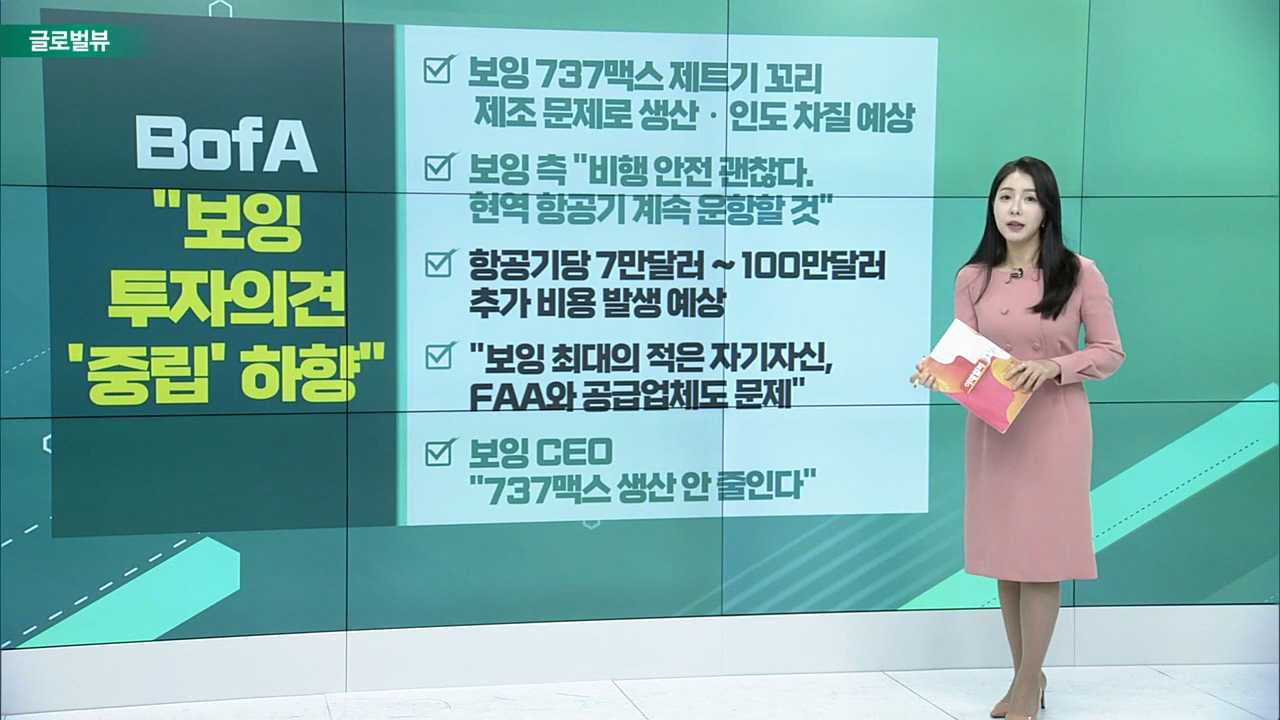 글로벌뷰
BofA
"보잉
투자의견
'중립' 하향"
보잉 737맥스 제트기 꼬리
제조 문제로 생산 · 인도 차질 예상
보잉 측 "비행 안전 괜찮다.
현역 항공기 계속 운항할 것"
항공기당 7만달러 ~ 100만달러
추가 비용 발생 예상
"보잉 최대의 적은 자기자신,
FAA와 공급업체도 문제"
보잉 CEO
"737맥스 생산 안 줄인다"